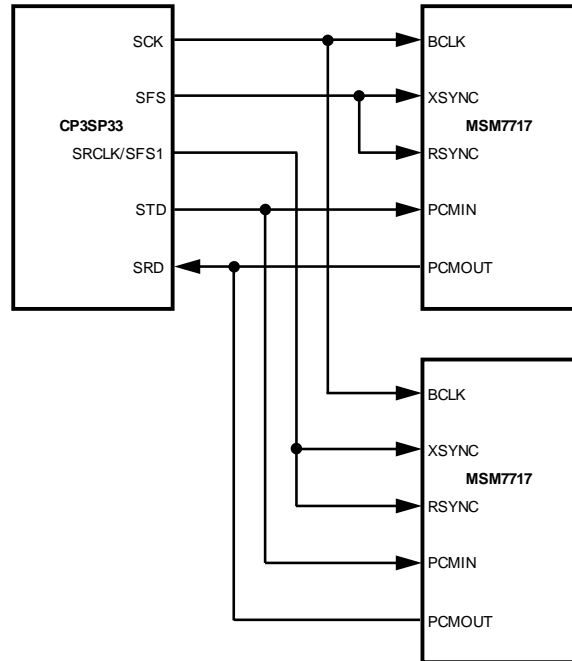 SCK
BCLK
SFS
XSYNC
CP3SP33
MSM7717
SRCLK/SFS1
RSYNC
STD
PCMIN
SRD
PCMOUT
BCLK
XSYNC
MSM7717
RSYNC
PCMIN
PCMOUT